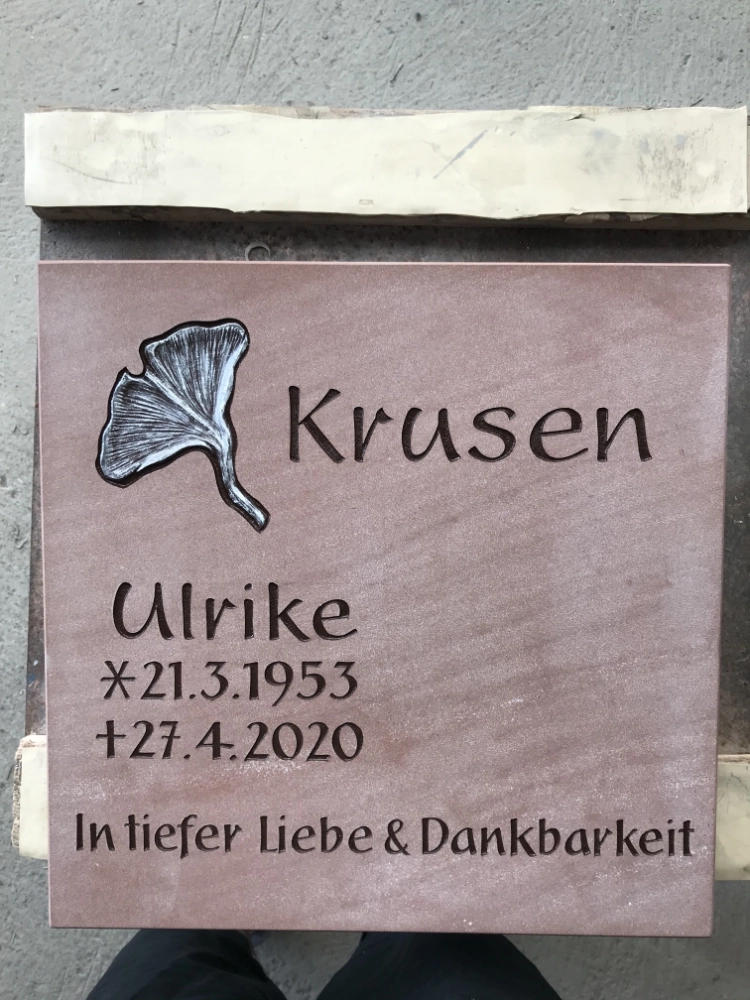 Krusen
Ulrike
*21.3.1953
†27.4.2020
In tiefer Liebe & Dankbarkeit